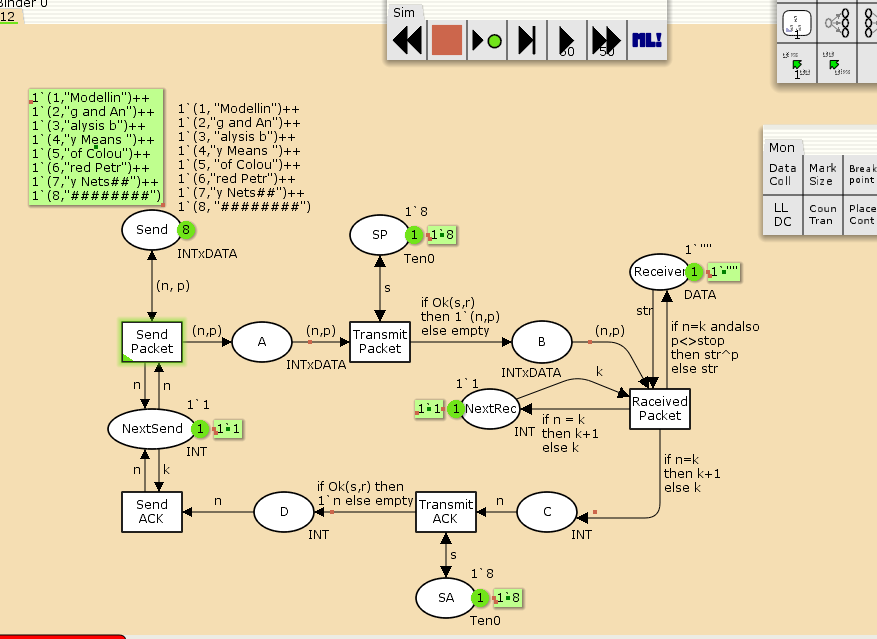 Binder 0
12
Sim
50
50
ML!
1
1
Mon
Data
Coll
Mark
Size
Break
point
LL
DC
Coun
Tran
Place
Cont
1`(1,"Modellin")++
1`(2,"g and An")++
1`(3,"alysis b")++
1`(4,"y Means ")++
1`(5,"of Colou")++
1`(6,"red Petr")++
1`(7,"y Nets##")++
1`(8,"########")
1`(1, "Modellin")++
1`(2,"g and An")++
1`(3, "alysis b")++
1`(4,"y Means ")++
1`(5, "of Colou")++
1`(6,"red Petr")++
1`(7,"y Nets##")++
1`(8, "########")
Send
8
INTxDATA
1`8
SP
1
1`8
Ten0
1`""
Receiver
1
1`""
DATA
(n, p)
s
str
if n=k andalso
p<>stop
then str^p
else str
Send
Packet
(n,p)
A
(n,p)
INTxDATA
Transmit
Packet
if Ok(s,r)
then 1`(n,p)
else empty
B
(n,p)
INTxDATA
n
n
1`1
NextSend
1
1`1
INT
k
1`1
1`1
1
NextRec
INT
if n = k
then k+1
else k
Raceived
Packet
if n=k
then k+1
else k
n
k
Send
ACK
n
D
INT
if Ok(s,r) then
1`n else empty
Transmit
ACK
n
C
INT
s
1`8
SA
1
1`8
Ten0